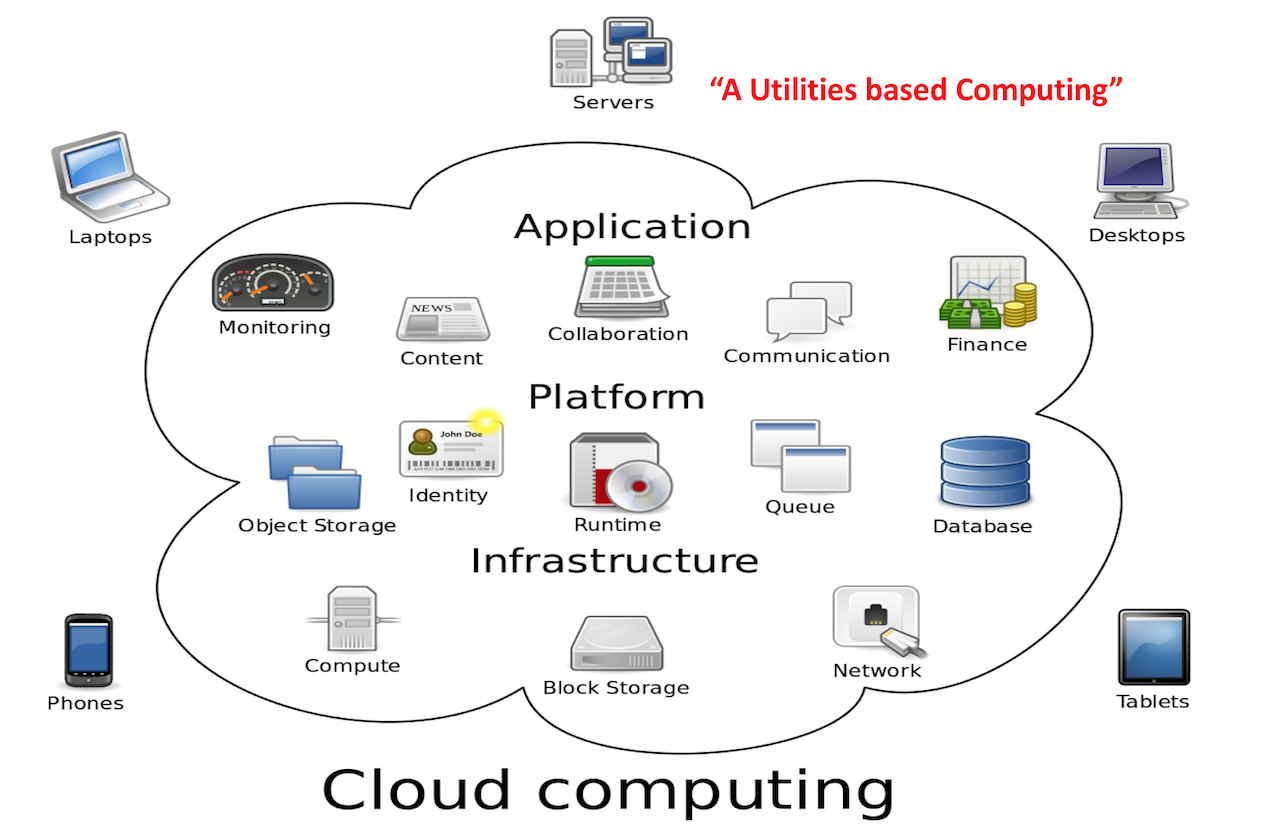 Servers
“A Utilities based Computing”
Laptops
Desktops
Application
Monitoring
NEWS
Content
Collaboration
Communication
Finance
Platform
John Doe
Object Storage
Identity
Runtime
Queue
Database
Infrastructure
Compute
Block Storage
Network
Phones
Tablets
Cloud computing